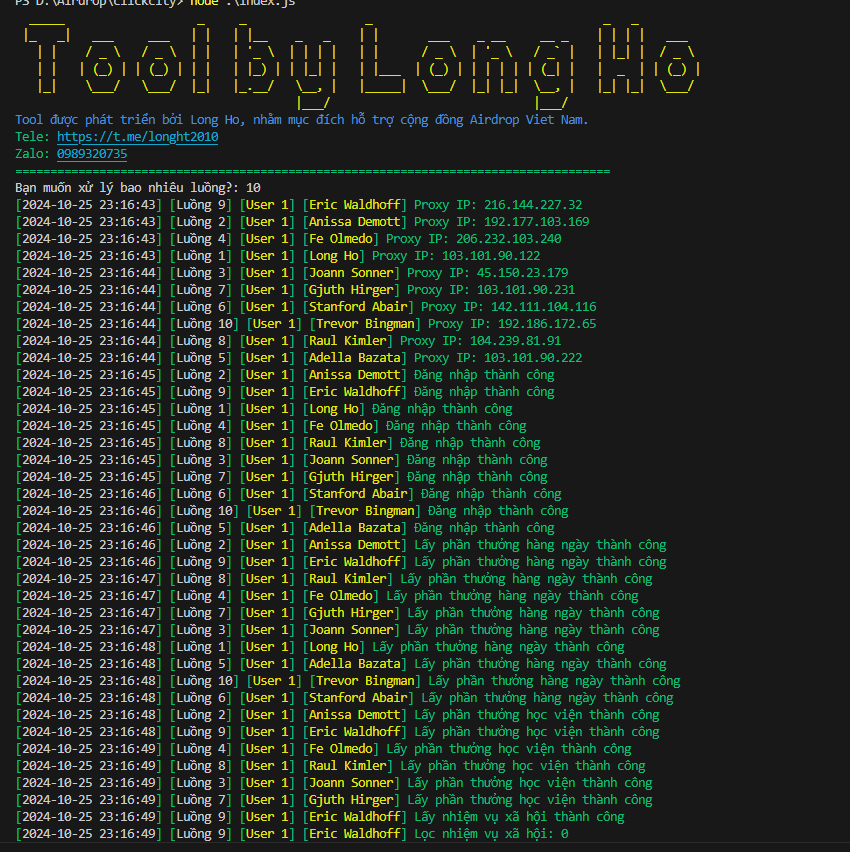 PS D:\Airdrop\clickcity> node .\index.js
Tool by Long Ho
Tool được phát triển bởi Long Ho, nhằm mục đích hỗ trợ cộng đồng Airdrop Viet Nam.
Tele: https://t.me/longht2010
Zalo: 0989320735
=====================================================================================
Bạn muốn xử lý bao nhiêu luồng?: 10
[2024-10-25 23:16:43] [Luồng 9] [User 1] [Eric Waldhoff] Proxy IP: 216.144.227.32
[2024-10-25 23:16:43] [Luồng 2] [User 1] [Anissa Demott] Proxy IP: 192.177.103.169
[2024-10-25 23:16:43] [Luồng 4] [User 1] [Fe Olmedo] Proxy IP: 206.232.103.240
[2024-10-25 23:16:43] [Luồng 1] [User 1] [Long Ho] Proxy IP: 103.101.90.122
[2024-10-25 23:16:44] [Luồng 3] [User 1] [Joann Sonner] Proxy IP: 45.150.23.179
[2024-10-25 23:16:44] [Luồng 7] [User 1] [Gjuth Hirger] Proxy IP: 103.101.90.231
[2024-10-25 23:16:44] [Luồng 6] [User 1] [Stanford Abair] Proxy IP: 142.111.104.116
[2024-10-25 23:16:44] [Luồng 10] [User 1] [Trevor Bingman] Proxy IP: 192.186.172.65
[2024-10-25 23:16:44] [Luồng 8] [User 1] [Raul Kimler] Proxy IP: 104.239.81.91
[2024-10-25 23:16:44] [Luồng 5] [User 1] [Adella Bazata] Proxy IP: 103.101.90.222
[2024-10-25 23:16:45] [Luồng 2] [User 1] [Anissa Demott] Đăng nhập thành công
[2024-10-25 23:16:45] [Luồng 9] [User 1] [Eric Waldhoff] Đăng nhập thành công
[2024-10-25 23:16:45] [Luồng 1] [User 1] [Long Ho] Đăng nhập thành công
[2024-10-25 23:16:45] [Luồng 4] [User 1] [Fe Olmedo] Đăng nhập thành công
[2024-10-25 23:16:45] [Luồng 8] [User 1] [Raul Kimler] Đăng nhập thành công
[2024-10-25 23:16:45] [Luồng 3] [User 1] [Joann Sonner] Đăng nhập thành công
[2024-10-25 23:16:45] [Luồng 7] [User 1] [Gjuth Hirger] Đăng nhập thành công
[2024-10-25 23:16:46] [Luồng 6] [User 1] [Stanford Abair] Đăng nhập thành công
[2024-10-25 23:16:46] [Luồng 10] [User 1] [Trevor Bingman] Đăng nhập thành công
[2024-10-25 23:16:46] [Luồng 5] [User 1] [Adella Bazata] Đăng nhập thành công
[2024-10-25 23:16:46] [Luồng 2] [User 1] [Anissa Demott] Lấy phần thưởng hàng ngày thành công
[2024-10-25 23:16:46] [Luồng 9] [User 1] [Eric Waldhoff] Lấy phần thưởng hàng ngày thành công
[2024-10-25 23:16:47] [Luồng 8] [User 1] [Raul Kimler] Lấy phần thưởng hàng ngày thành công
[2024-10-25 23:16:47] [Luồng 4] [User 1] [Fe Olmedo] Lấy phần thưởng hàng ngày thành công
[2024-10-25 23:16:47] [Luồng 7] [User 1] [Gjuth Hirger] Lấy phần thưởng hàng ngày thành công
[2024-10-25 23:16:47] [Luồng 3] [User 1] [Joann Sonner] Lấy phần thưởng hàng ngày thành công
[2024-10-25 23:16:48] [Luồng 1] [User 1] [Long Ho] Lấy phần thưởng hàng ngày thành công
[2024-10-25 23:16:48] [Luồng 5] [User 1] [Adella Bazata] Lấy phần thưởng hàng ngày thành công
[2024-10-25 23:16:48] [Luồng 10] [User 1] [Trevor Bingman] Lấy phần thưởng hàng ngày thành công
[2024-10-25 23:16:48] [Luồng 6] [User 1] [Stanford Abair] Lấy phần thưởng hàng ngày thành công
[2024-10-25 23:16:48] [Luồng 2] [User 1] [Anissa Demott] Lấy phần thưởng học viện thành công
[2024-10-25 23:16:48] [Luồng 9] [User 1] [Eric Waldhoff] Lấy phần thưởng học viện thành công
[2024-10-25 23:16:49] [Luồng 4] [User 1] [Fe Olmedo] Lấy phần thưởng học viện thành công
[2024-10-25 23:16:49] [Luồng 8] [User 1] [Raul Kimler] Lấy phần thưởng học viện thành công
[2024-10-25 23:16:49] [Luồng 3] [User 1] [Joann Sonner] Lấy phần thưởng học viện thành công
[2024-10-25 23:16:49] [Luồng 7] [User 1] [Gjuth Hirger] Lấy phần thưởng học viện thành công
[2024-10-25 23:16:49] [Luồng 9] [User 1] [Eric Waldhoff] Lấy nhiệm vụ xã hội thành công
[2024-10-25 23:16:49] [Luồng 9] [User 1] [Eric Waldhoff] Lọc nhiệm vụ xã hội: 0